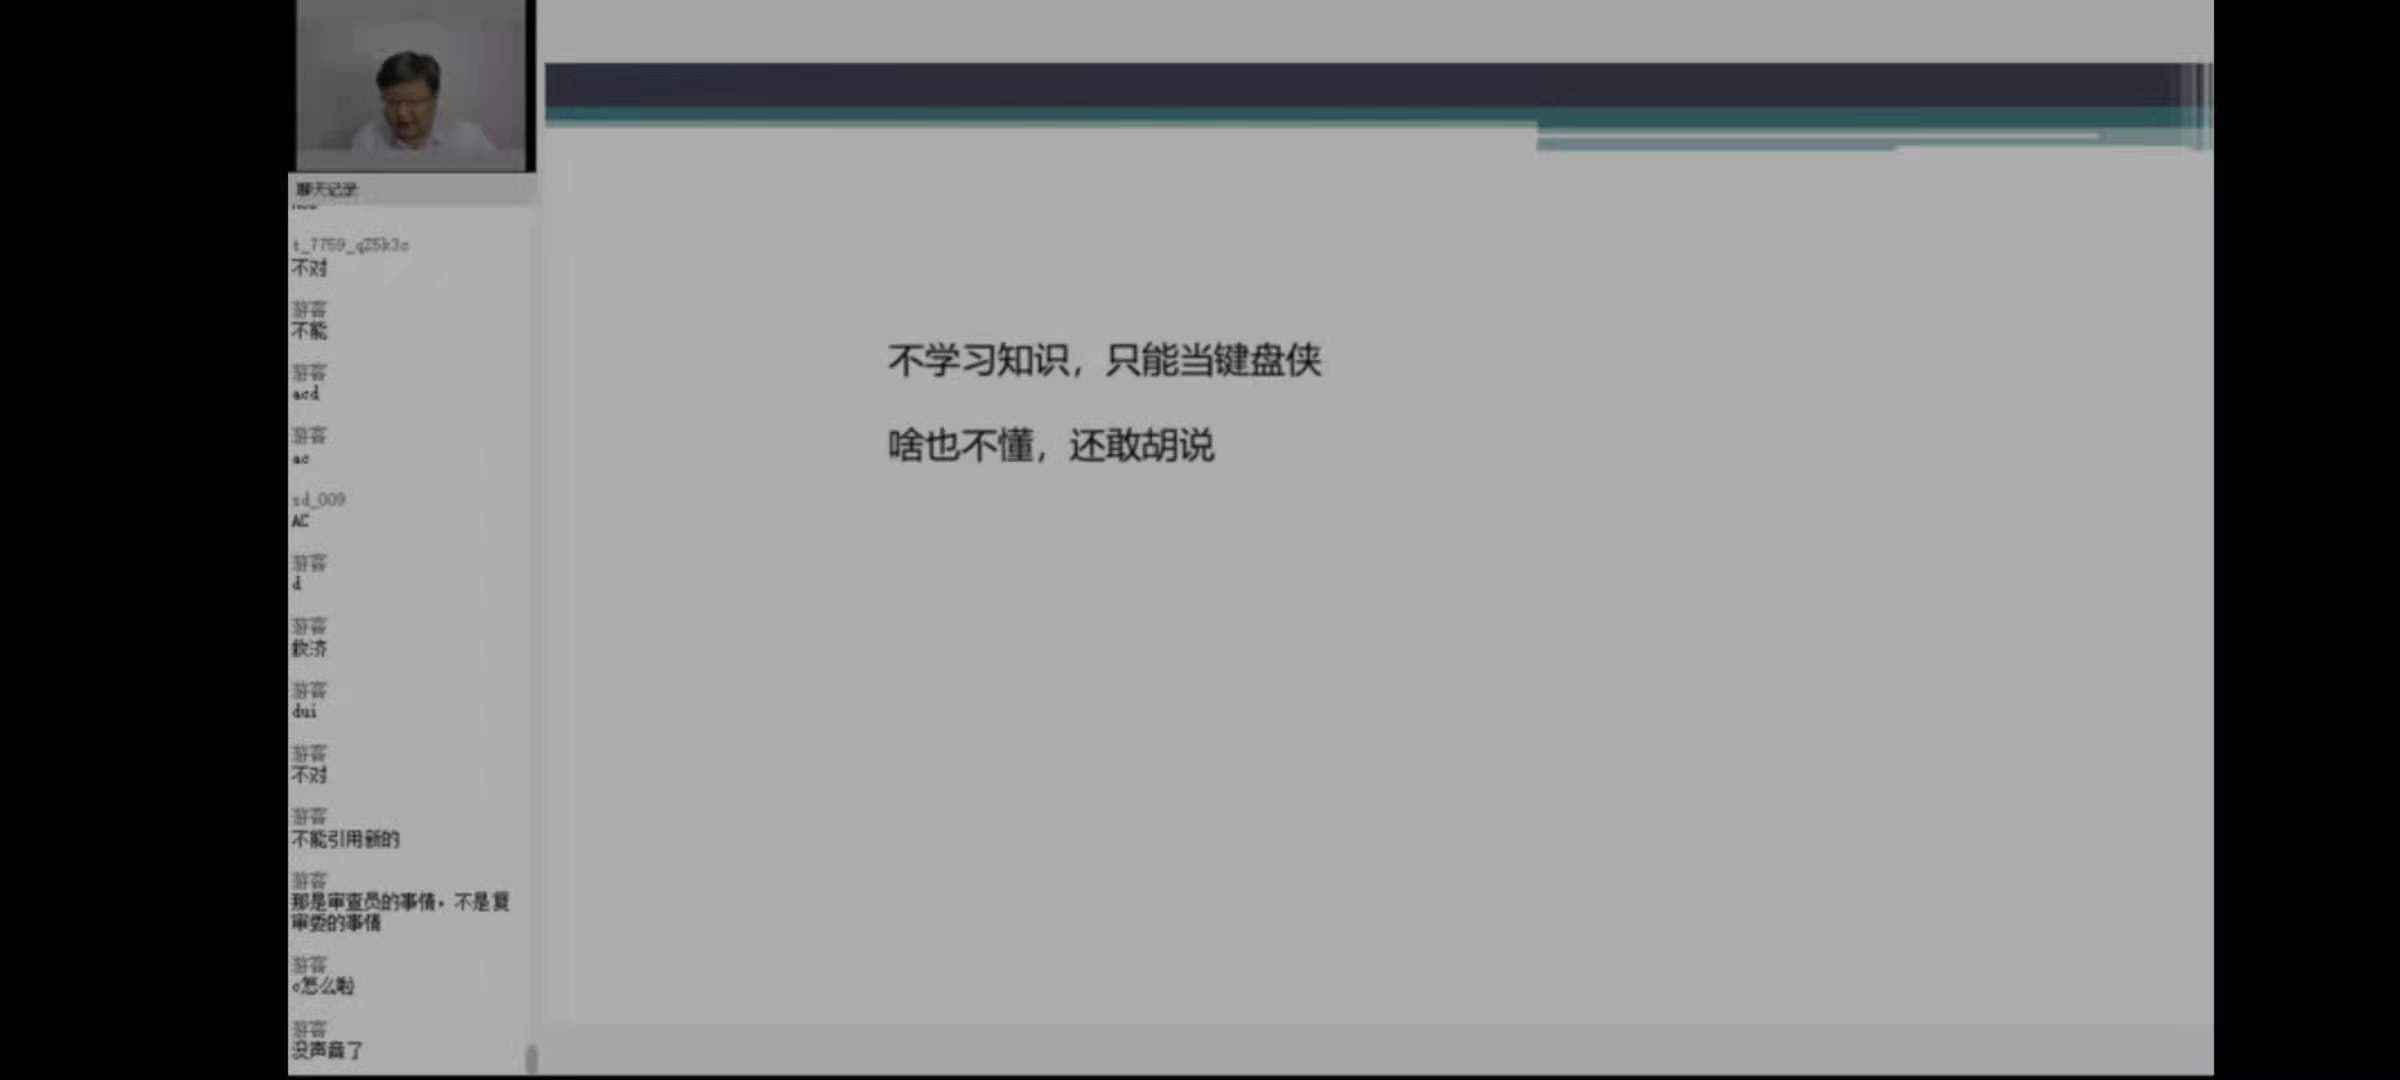 聊天记录
t_7759_qZ5k3c
不对
游客
不能
游客
acd
游客
ac
sd_009
AC
游客
d
游客
救济
游客
dui
游客
不对
游客
不能引用新的
游客
那是审查员的事情，不是复
审委的事情
游客
c怎么啦
游客
没声音了
不学习知识，只能当键盘侠
啥也不懂，还敢胡说